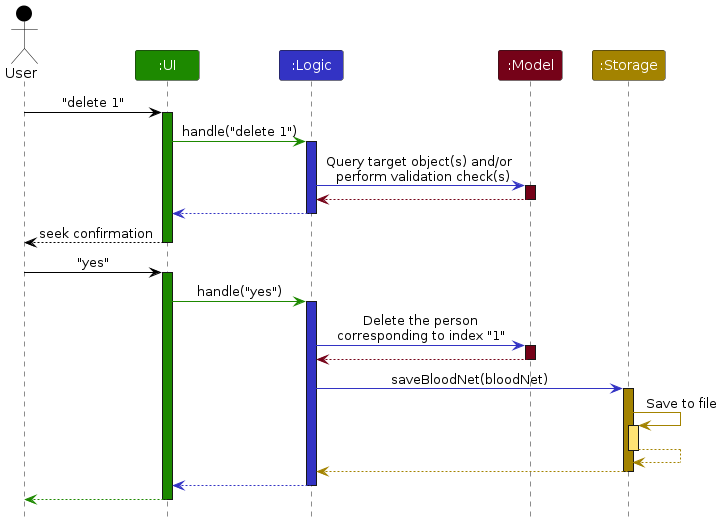 User
:UI
:Logic
:Model
:Storage
"delete 1"
handle("delete 1")
Query target object(s) and/or
perform validation check(s)
seek confirmation
"yes"
handle("yes")
Delete the person
corresponding to index "1"
saveBloodNet(bloodNet)
Save to file